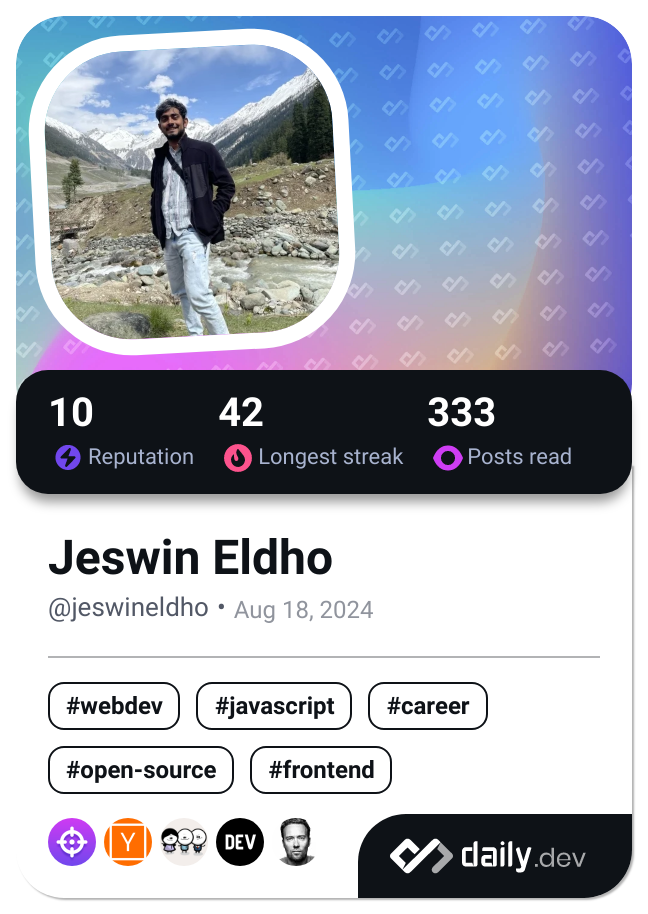 10 42 333
Reputation Longest streak Posts read
Jeswin Eldho
@jeswineldho • Aug 18, 2024
#webdev #javascript #career
#open-source #frontend
Y DEV
daily.dev